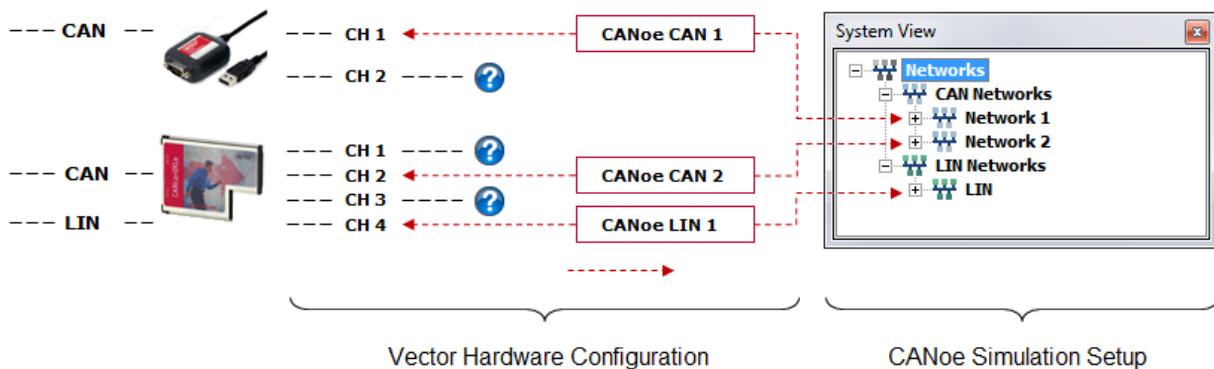 CAN
CH 1
CANoe CAN 1
CH 2
?
CAN
LIN
CANcardXLe
CH 1
?
CH 2
CANoe CAN 2
CH 3
?
CH 4
CANoe LIN 1
System View
Networks
CAN Networks
Network 1
Network 2
LIN Networks
LIN
Vector Hardware Configuration
CANoe Simulation Setup